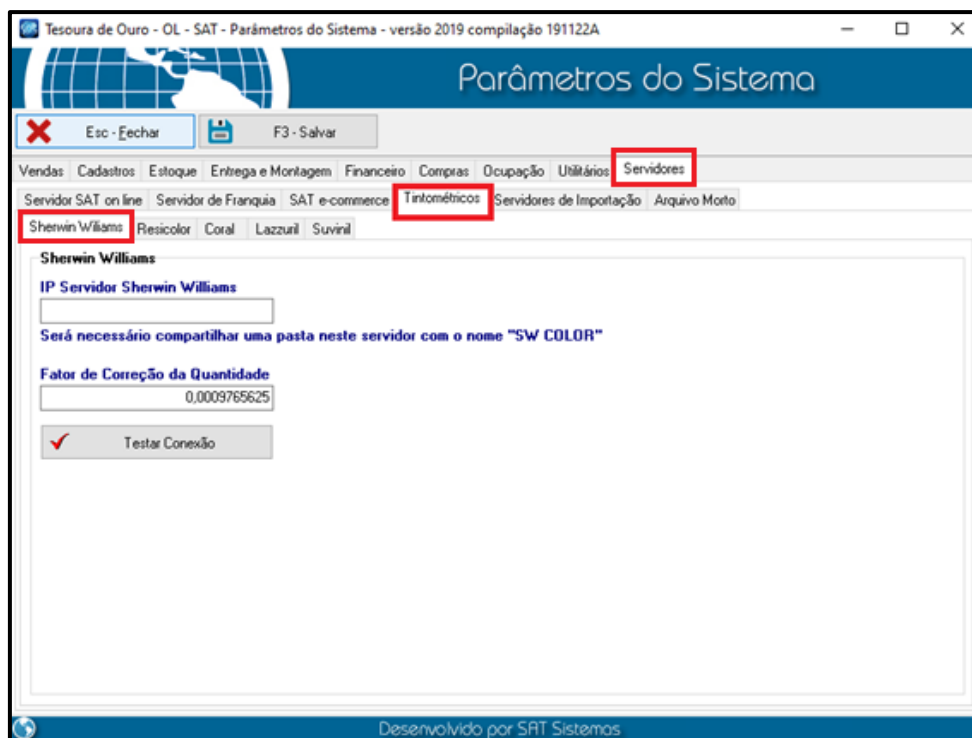 Tesoura de Ouro - OL - SAT - Parâmetros do Sistema - versão 2019 compilação 191122A
Parâmetros do Sistema
Esc - Fechar F3 - Salvar
Vendas Cadastros Estoque Entrega e Montagem Financeiro Compras Ocupação Utilitários Servidores
Servidor SAT on line Servidor de Franquia SAT e-commerce Tintométricos Servidores de Importação Arquivo Morto
Sherwin Wiliams Resicolor Coral Lazzuril Suvinil
Sherwin Williams
IP Servidor Sherwin Williams
Será necessário compartilhar uma pasta neste servidor com o nome "SW COLOR"
Fator de Correção da Quantidade
0,0009765625
Testar Conexão
Desenvolvido por SAT Sistemas